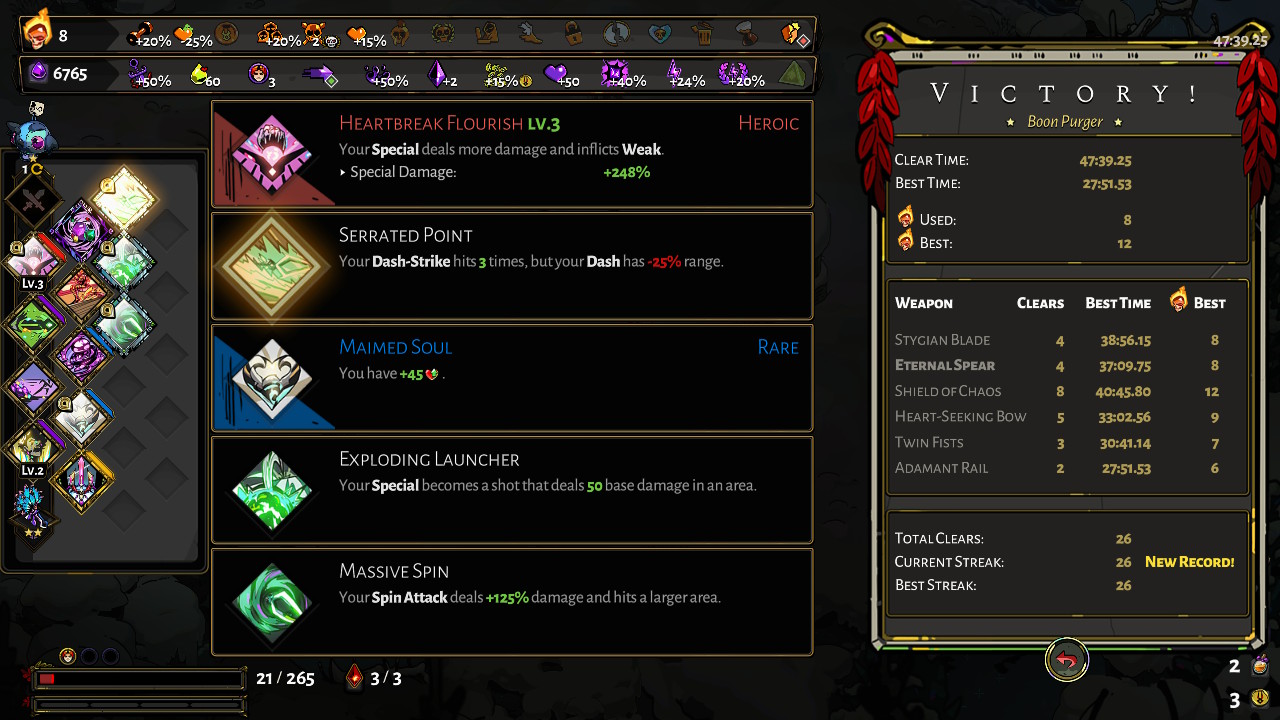 8
+20%
-25%
+20%
2
+15%
6765
+50%
60
3
+50%
+2
+15%
+50
+40%
+24%
+20%
1
Lv.3
Lv.2
HEARTBREAK FLOURISH LV.3 HEROIC
Your Special deals more damage and inflicts Weak.
‣ Special Damage: +248%
SERRATED POINT
Your Dash-Strike hits 3 times, but your Dash has -25% range.
MAIMED SOUL RARE
You have +45 .
EXPLODING LAUNCHER
Your Special becomes a shot that deals 50 base damage in an area.
MASSIVE SPIN
Your Spin Attack deals +125% damage and hits a larger area.
21 / 265
3 / 3
47:39.25
VICTORY!
Boon Purger
CLEAR TIME: 47:39.25
BEST TIME: 27:51.53
USED: 8
BEST: 12
WEAPON CLEARS BEST TIME BEST
STYGIAN BLADE 4 38:56.15 8
ETERNAL SPEAR 4 37:09.75 8
SHIELD OF CHAOS 8 40:45.80 12
HEART-SEEKING BOW 5 33:02.56 9
TWIN FISTS 3 30:41.14 7
ADAMANT RAIL 2 27:51.53 6
TOTAL CLEARS: 26
CURRENT STREAK: 26 NEW RECORD!
BEST STREAK: 26
2
3